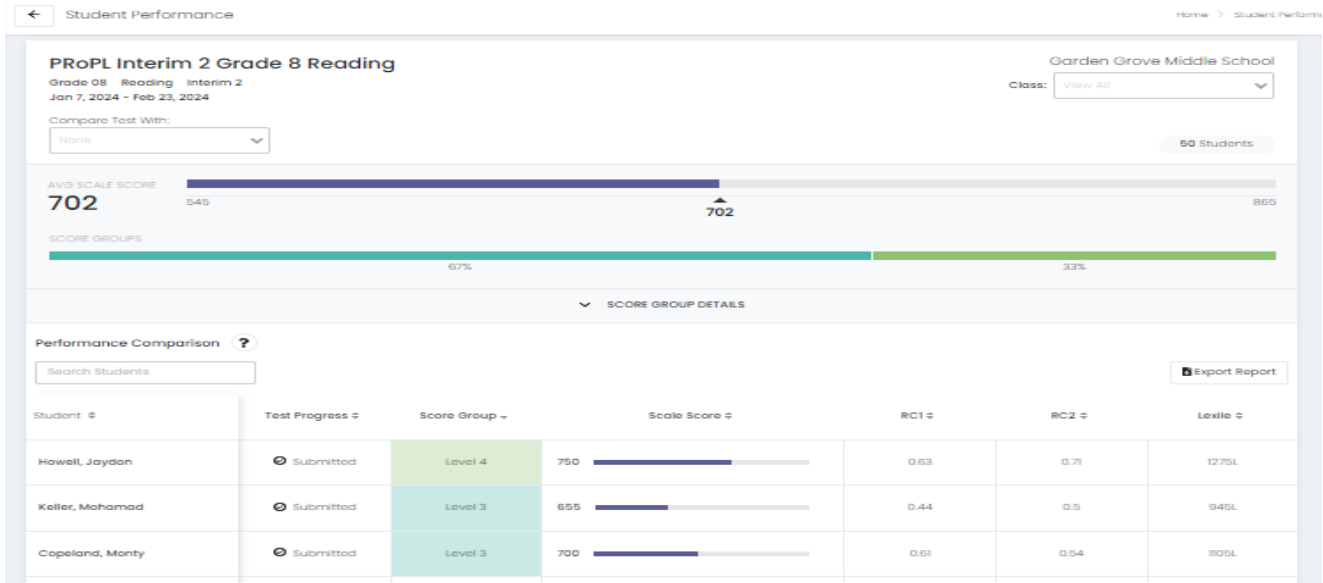 Student Performance
Home > Student Perform
PRoPL Interim 2 Grade 8 Reading
Garden Grove Middle School
Grade 08 Reading Interim 2
Jan 7, 2024 - Feb 23, 2024
Class: View All
Compare Test With:
None
50 Students
AVG SCALE SCORE
702
545
702
865
SCORE GROUPS
67%
33%
SCORE GROUP DETAILS
Performance Comparison ?
Search Students
Export Report
Student Test Progress Score Group Scale Score RC1 RC2 Lexile
Howell, Jaydon Submitted Level 4 750 0.63 0.71 1275L
Keller, Mohamad Submitted Level 3 655 0.44 0.5 945L
Copeland, Monty Submitted Level 3 700 0.61 0.54 1105L